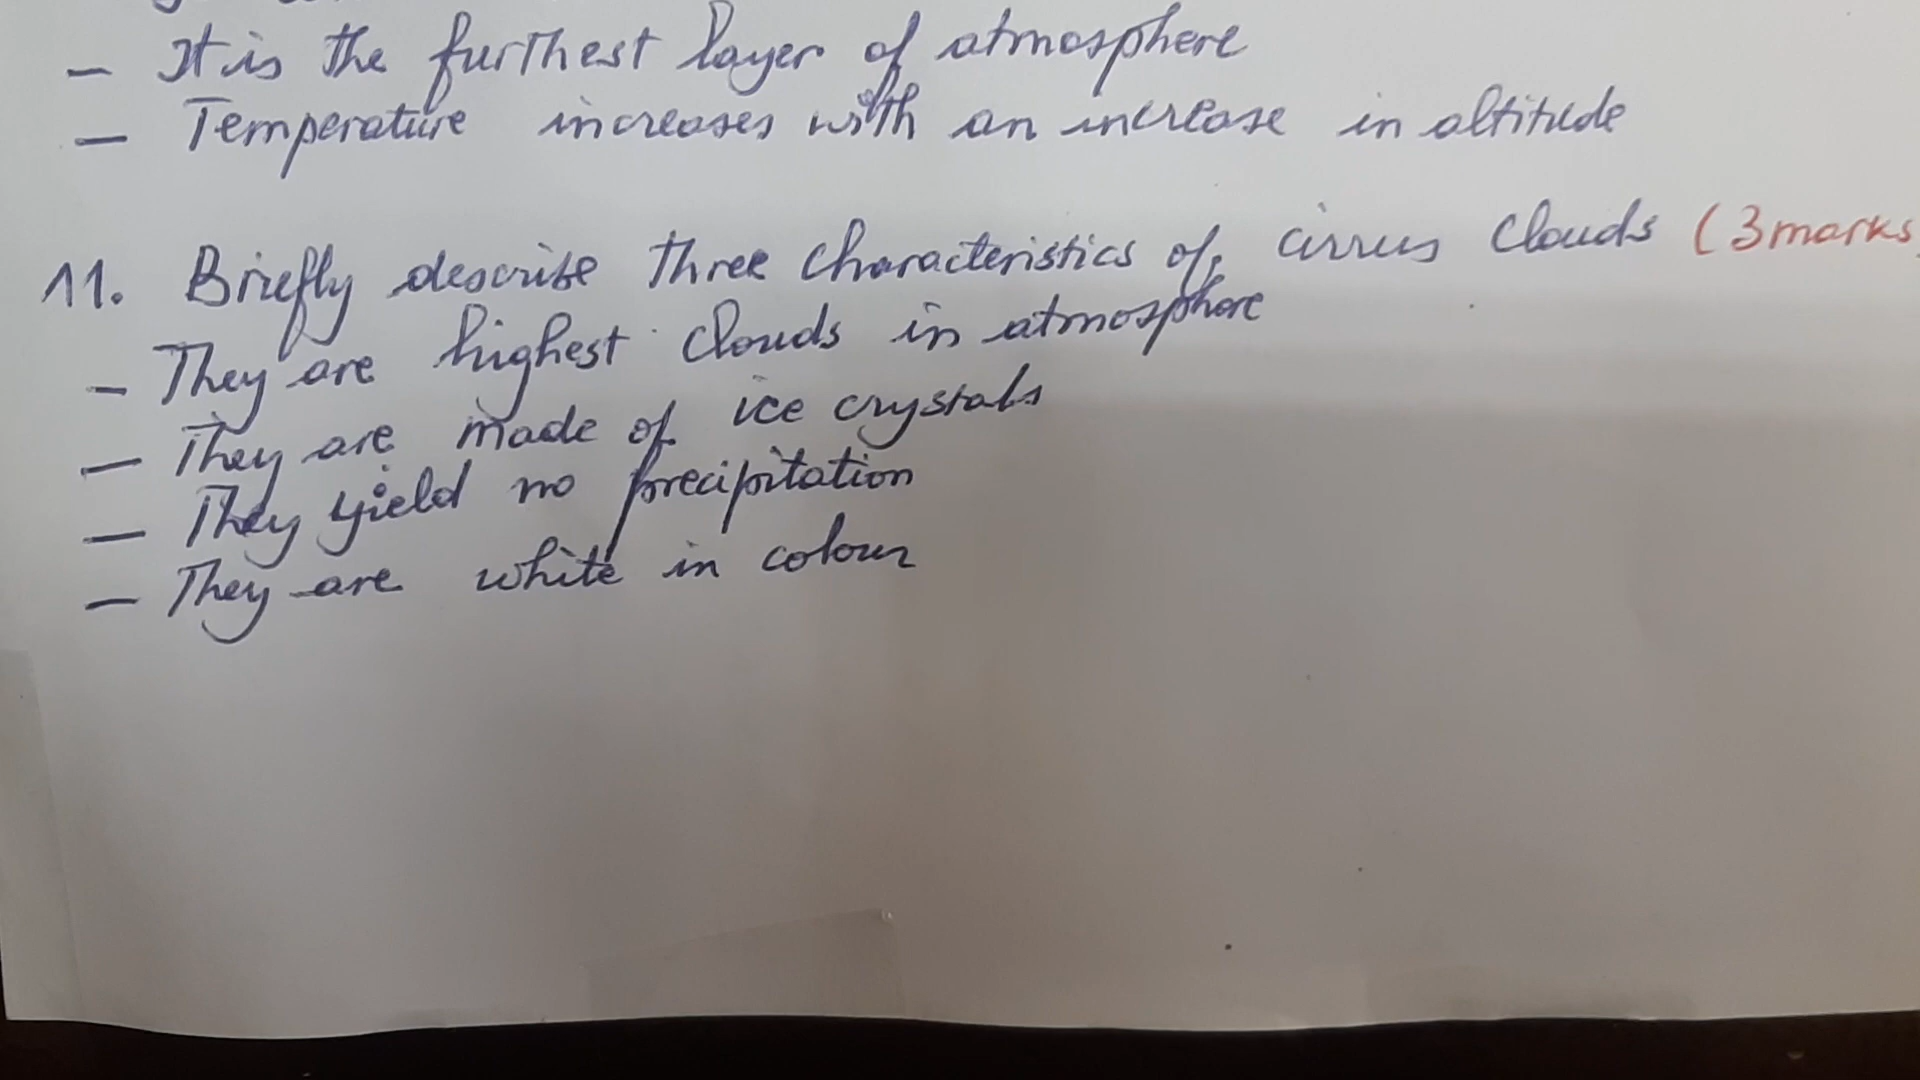 - It is the furthest layer of atmosphere
- Temperature increases with an increase in altitude
11. Briefly describe three characteristics of cirrus clouds (3marks
- They are highest clouds in atmosphere
- They are made of ice crystals
- They yield no precipitation
- They are white in colour